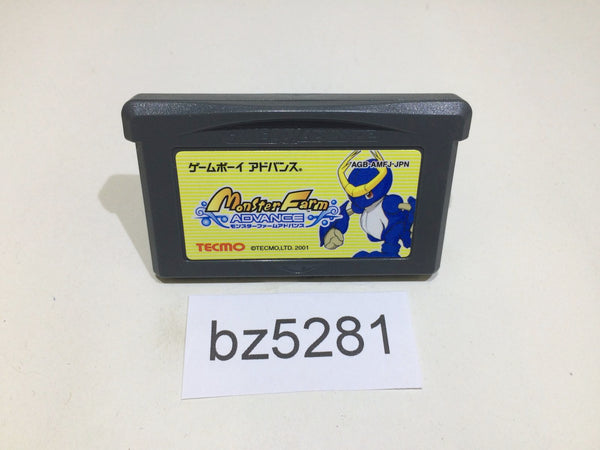 ゲームボーイ アドバンス®
AGB-AMFJ-JPN
Monster Farm
ADVANCE
モンスターファームアドバンス
TECMO ©TECMO,LTD. 2001
bz5281